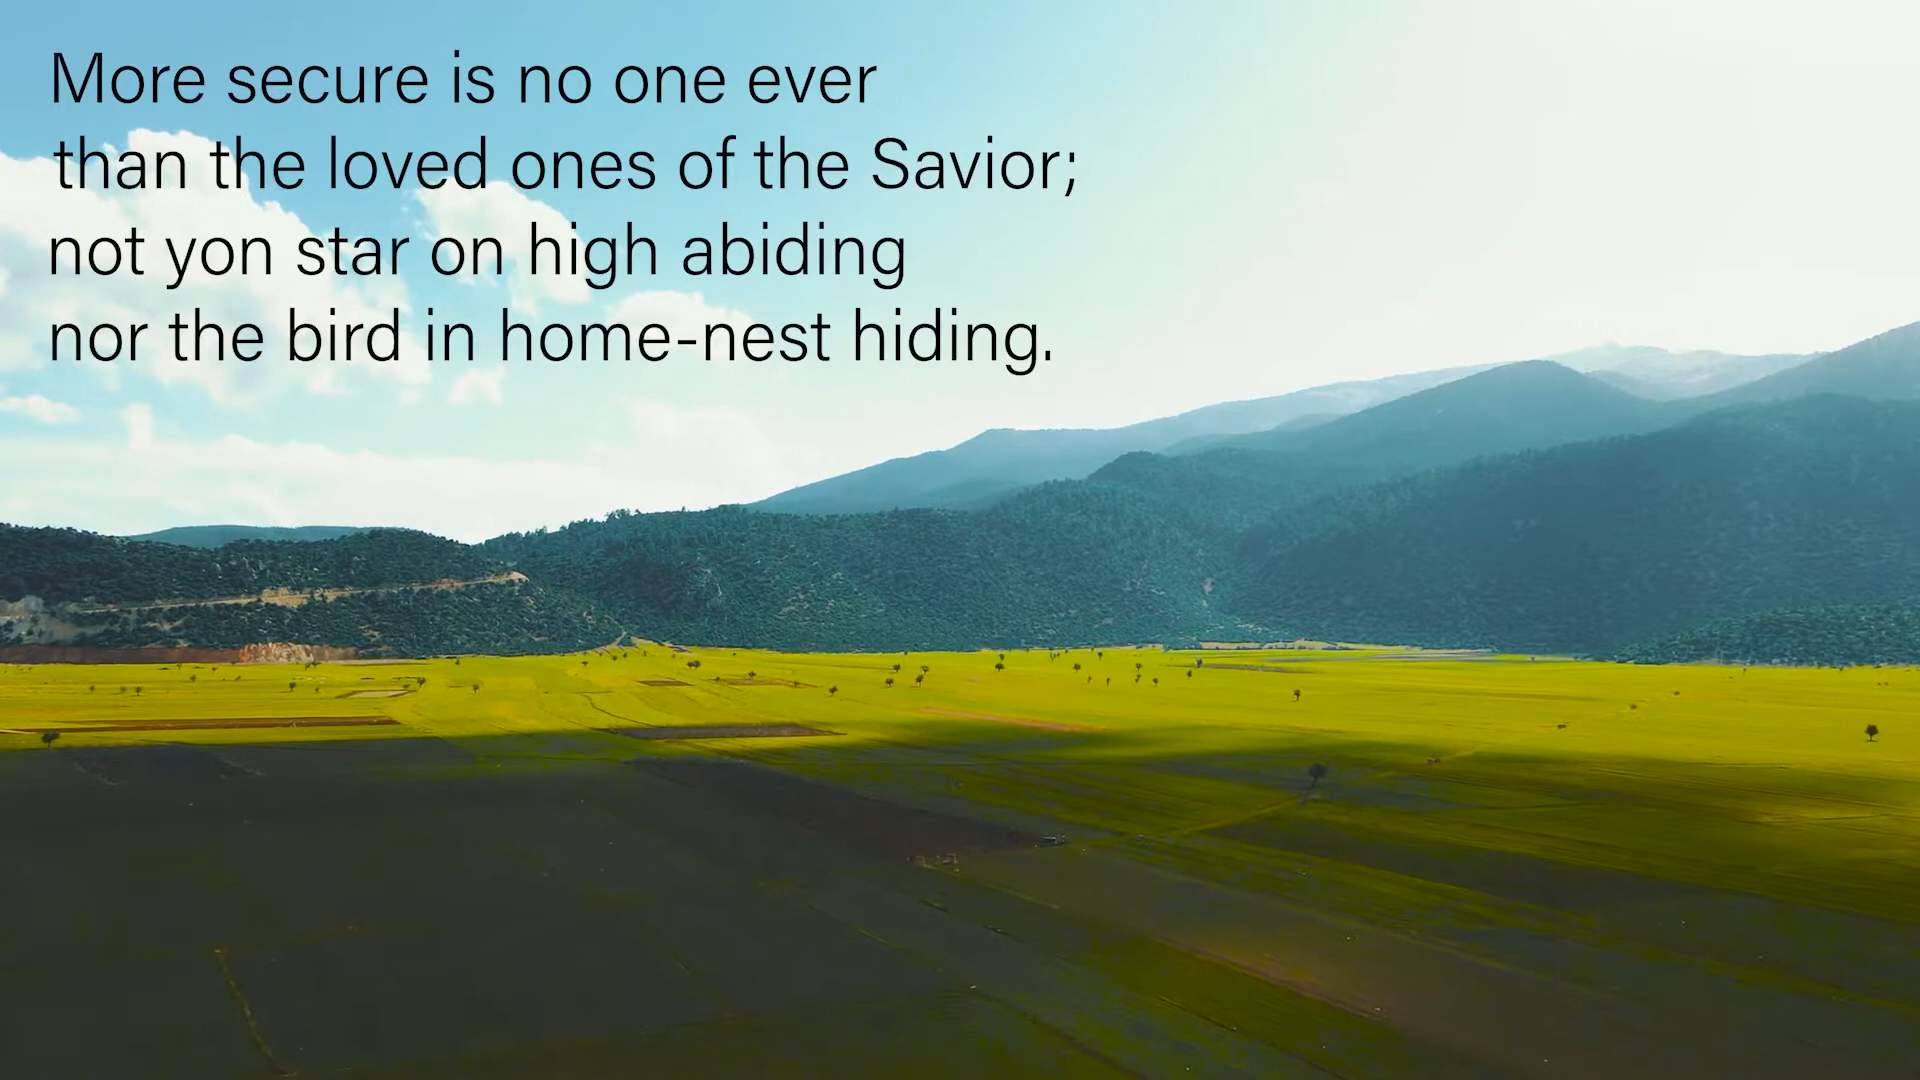 More secure is no one ever
than the loved ones of the Savior;
not yon star on high abiding
nor the bird in home-nest hiding.